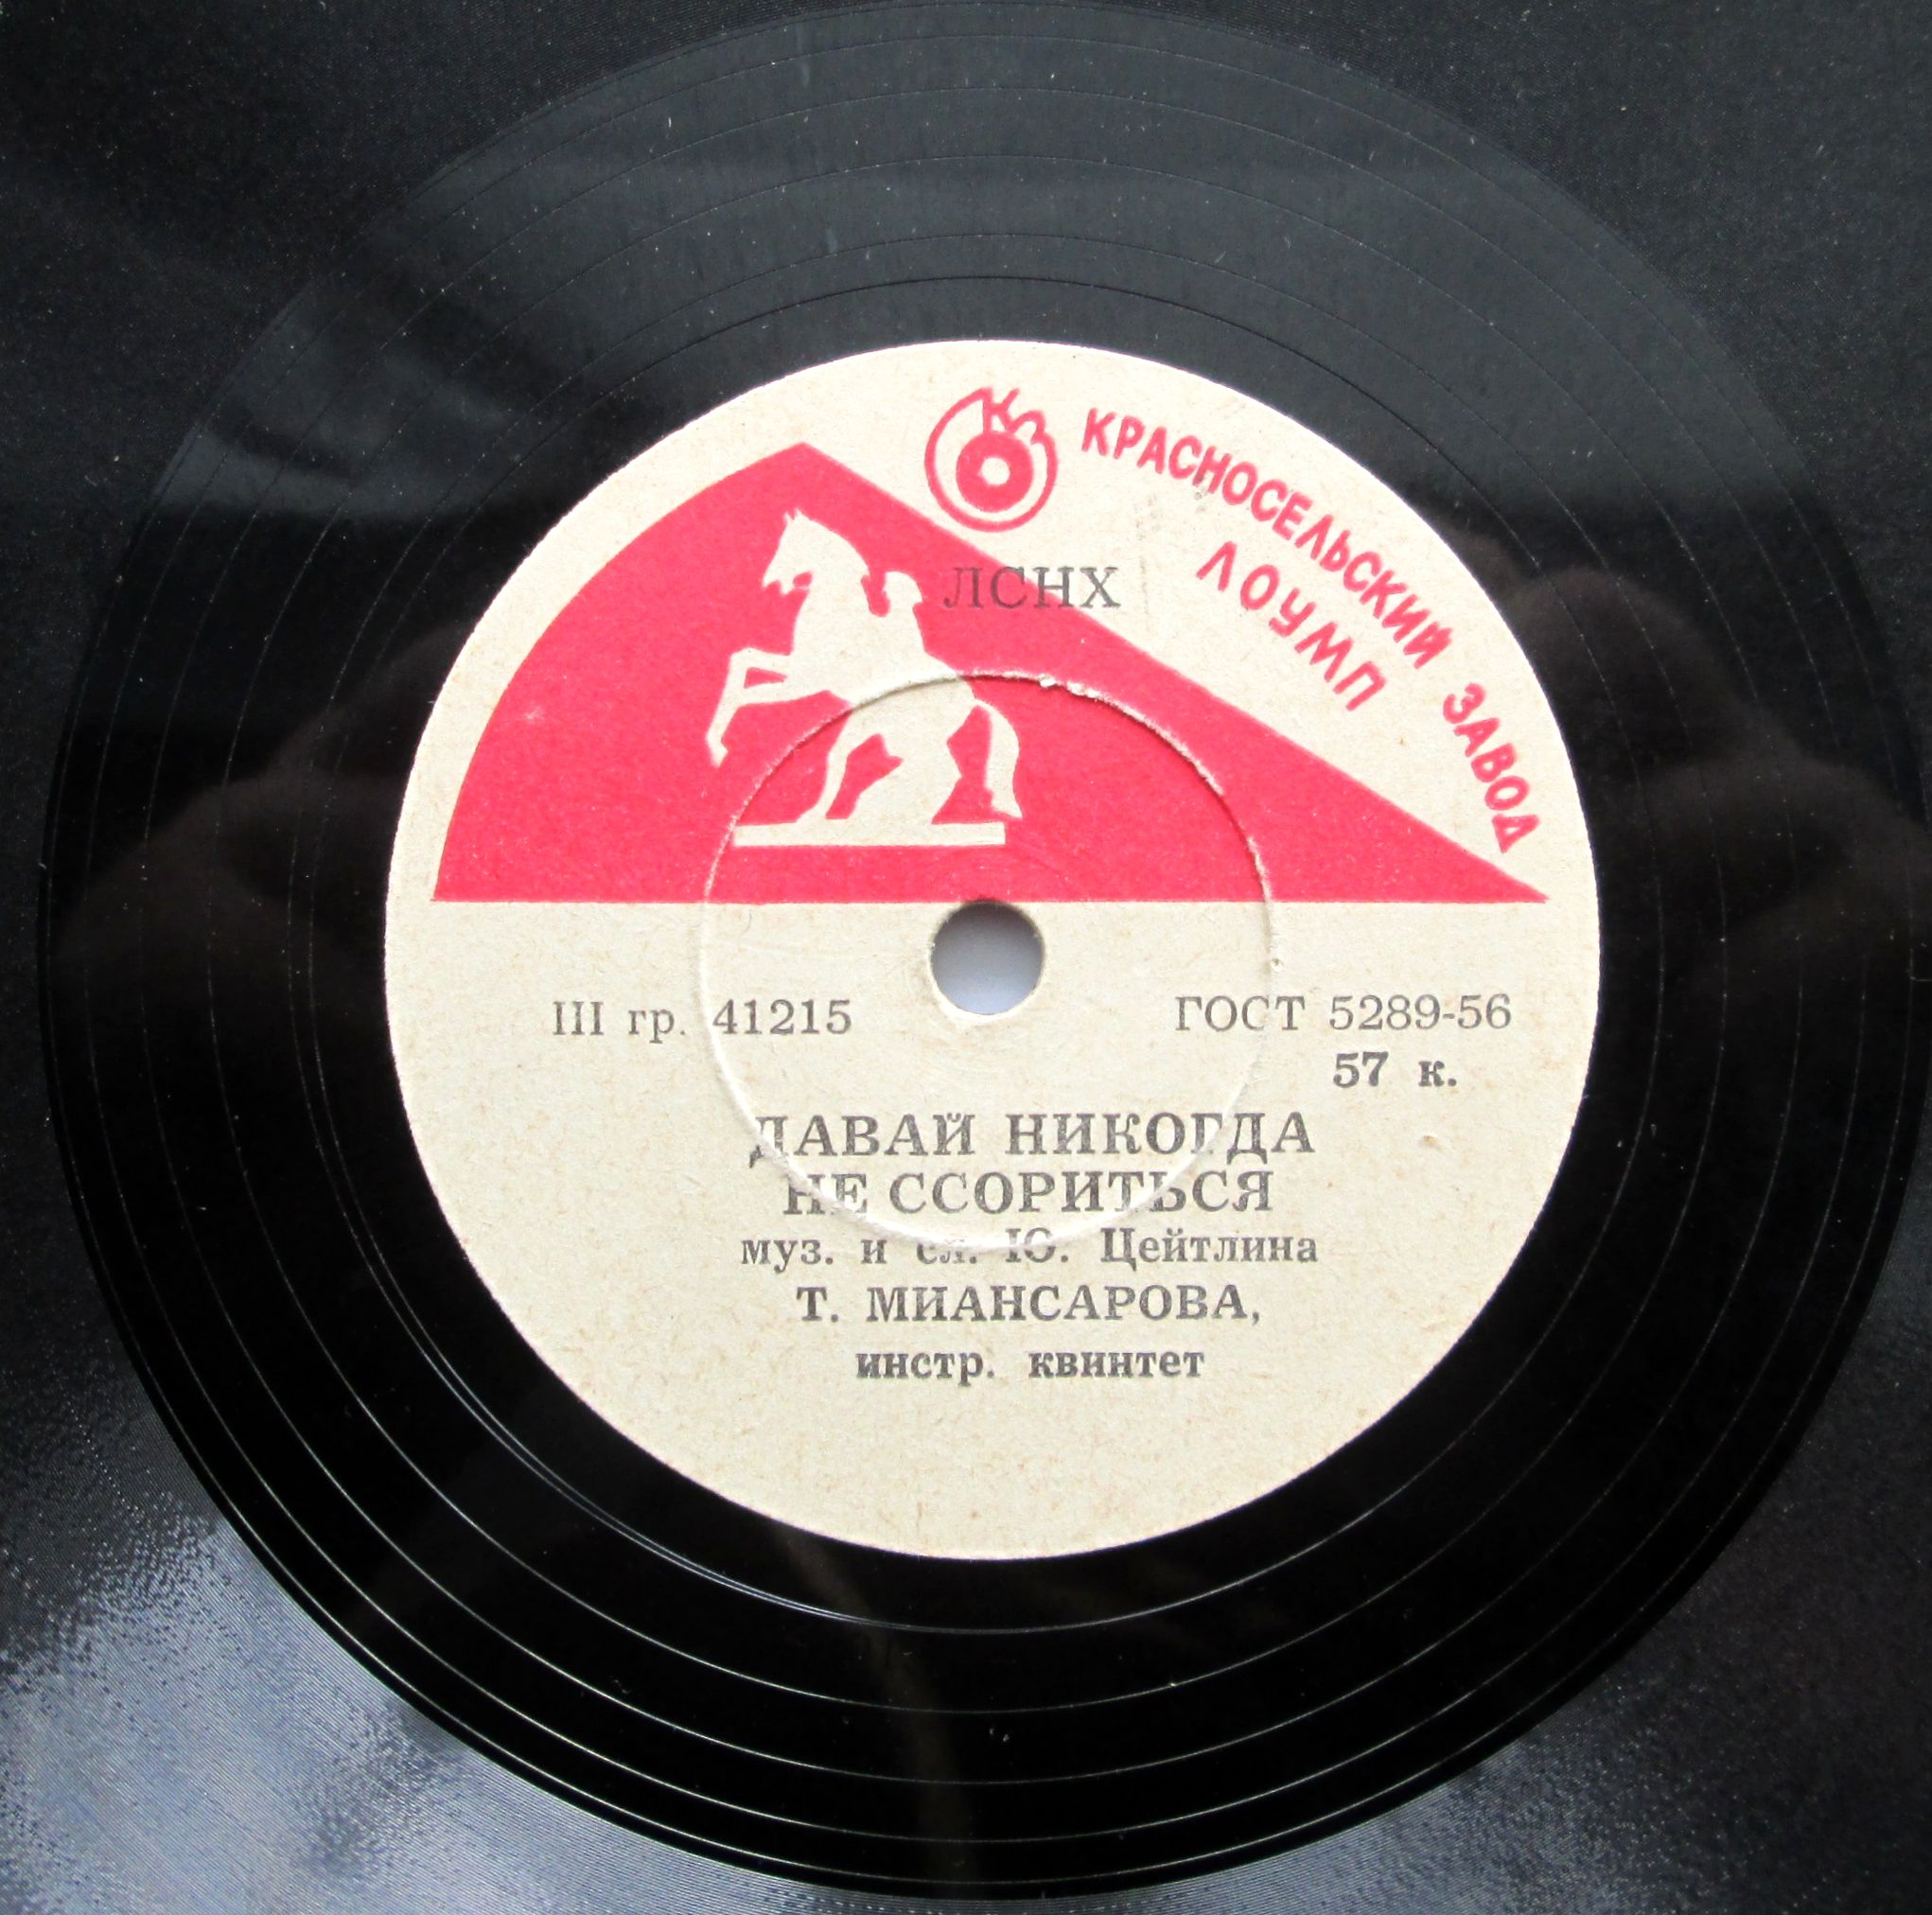 КЗ
КРАСНОСЕЛЬСКИЙ ЗАВОД
ЛОУМП
ЛСНХ
III гр. 41215
ГОСТ 5289-56
57 к.
ДАВАЙ НИКОГДА
НЕ ССОРИТЬСЯ
муз. и сл. Ю. Цейтлина
Т. МИАНСАРОВА,
инстр. квинтет